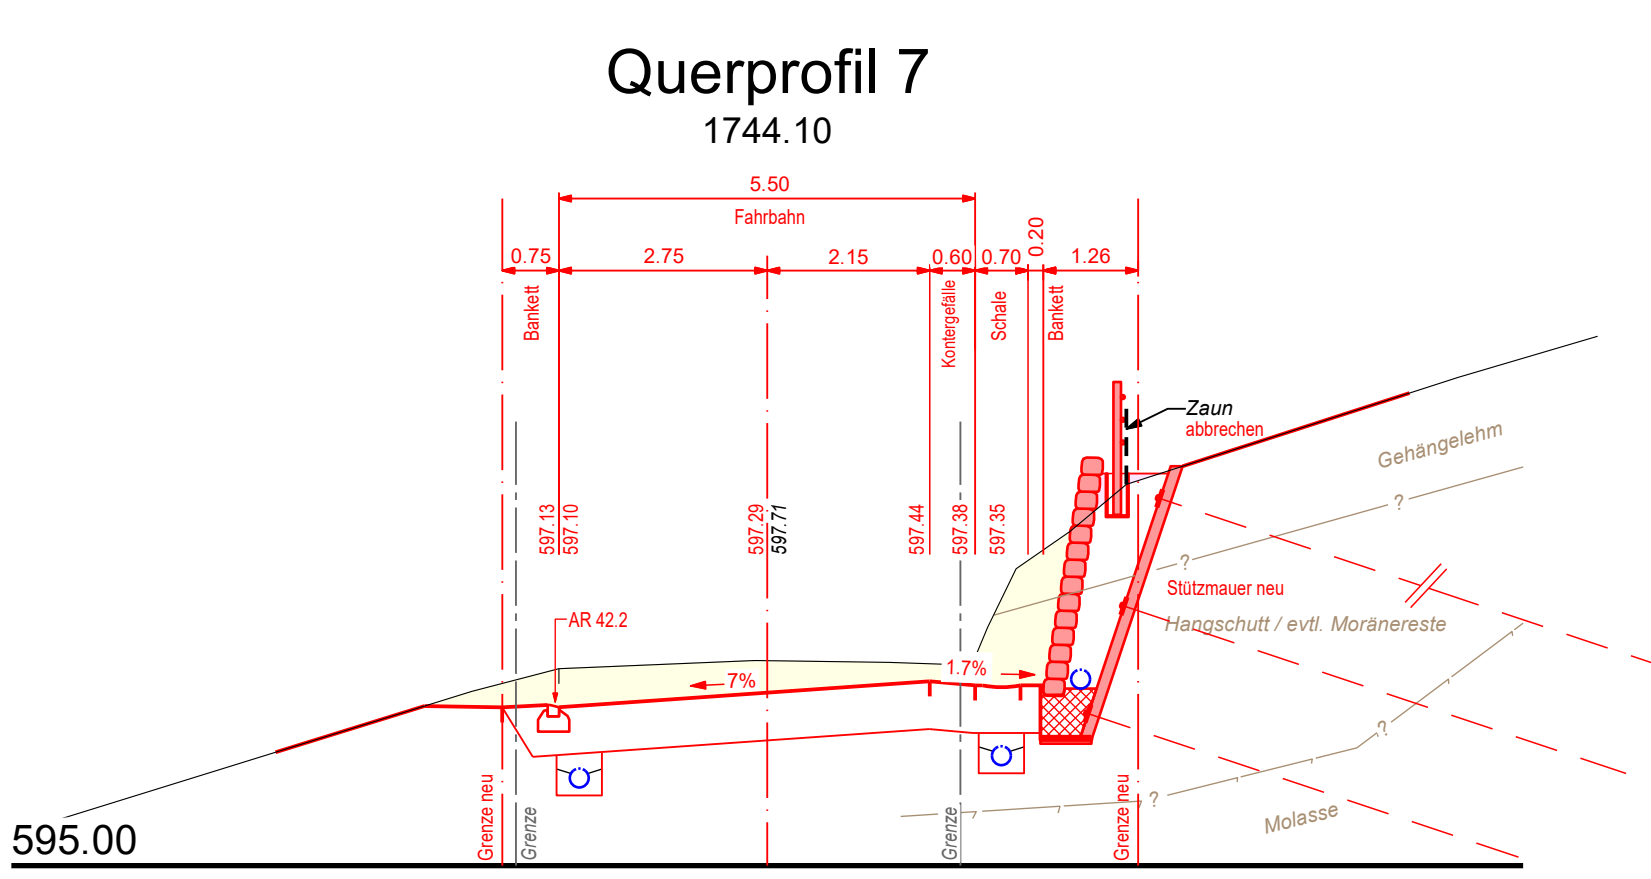 Querprofil 7
1744.10
5.50
Fahrbahn
0.75
2.75
2.15
0.60
0.70
0.20
1.26
Bankett
Kontergefälle
Schale
Bankett
Zaun
abbrechen
Gehängelehm
?
597.13
597.10
597.29
597.71
597.44
597.38
597.35
?
Stützmauer neu
AR 42.2
Hangschutt / evtl. Moränereste
1.7%
7%
?
?
Molasse
Grenze neu
Grenze
Grenze
Grenze neu
595.00